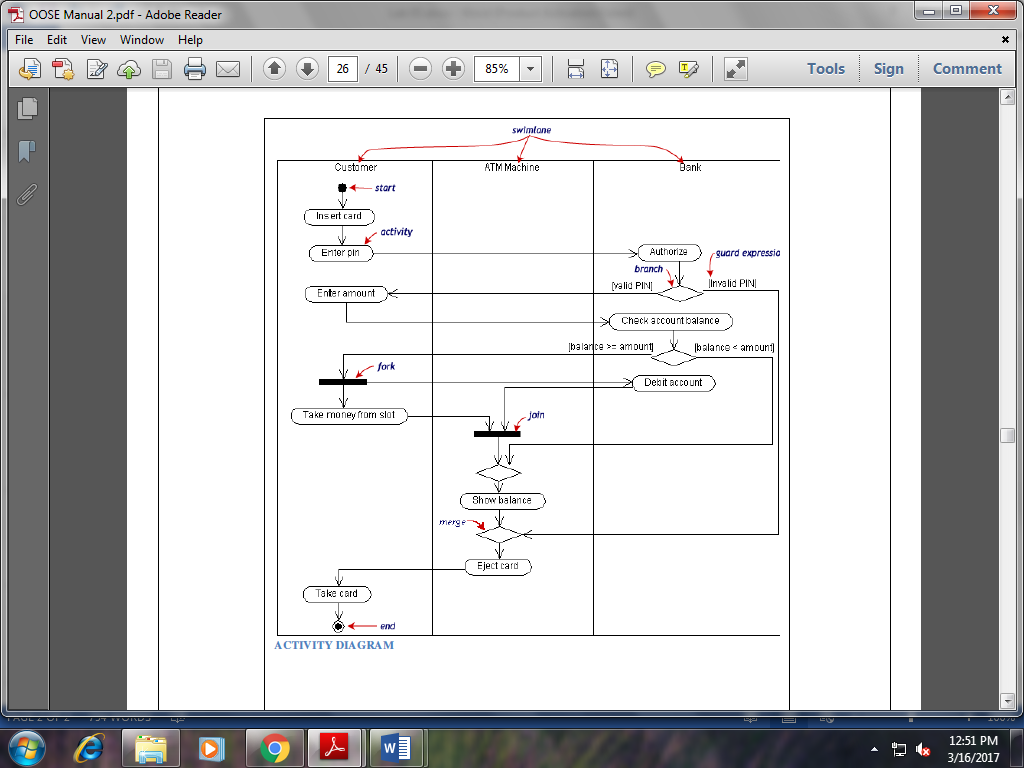 OOSE Manual 2.pdf - Adobe Reader
File Edit View Window Help
26 / 45 85% Tools Sign Comment
swimlane
Customer ATM Machine Bank
start
Insert card
activity
Enter pin Authorize guard expressio
branch
[valid PIN] [Invalid PIN]
Enter amount
Check account balance
[balance >= amount] [balance < amount]
fork
Debit account
Take money from slot join
Show balance
merge
Eject card
Take card
end
ACTIVITY DIAGRAM
12:51 PM
3/16/2017